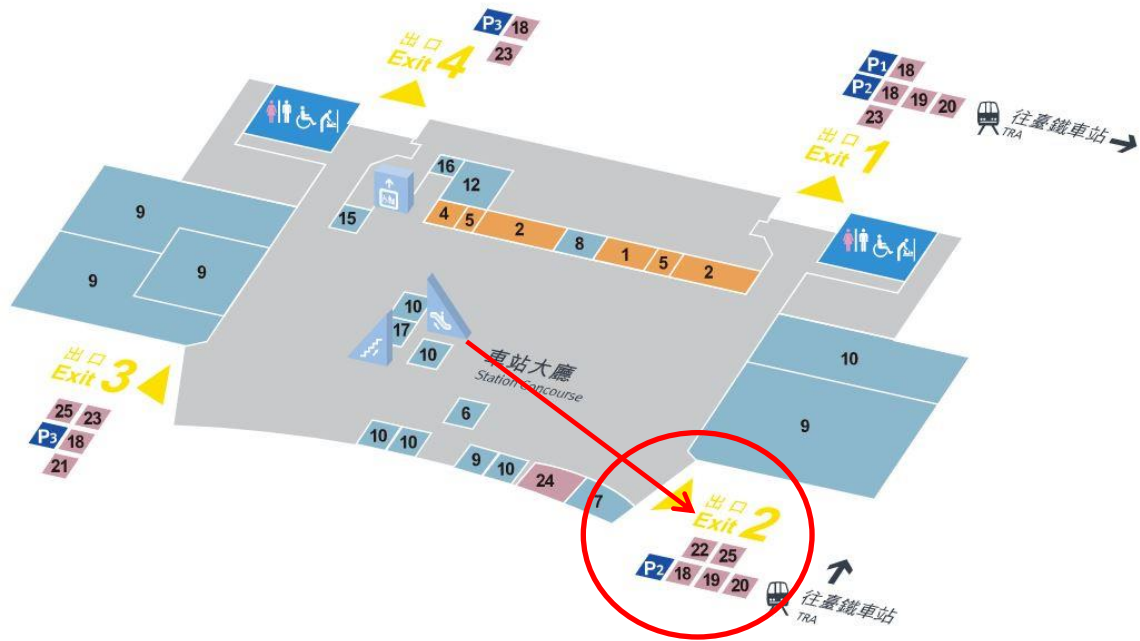 出口
Exit 4
P3 18
23
P1 18
P2 18 19 20
23
往臺鐵車站
TRA
出口
Exit 1
16
12
15
4 5 2 8 1 5 2
9
9
9
10
17
10
車站大廳
Station Concourse
10
9
出口
Exit 3
25 23
P3 18
21
6
10 10
9 10 24 7
出口
Exit 2
22 25
P2 18 19 20
往臺鐵車站
TRA